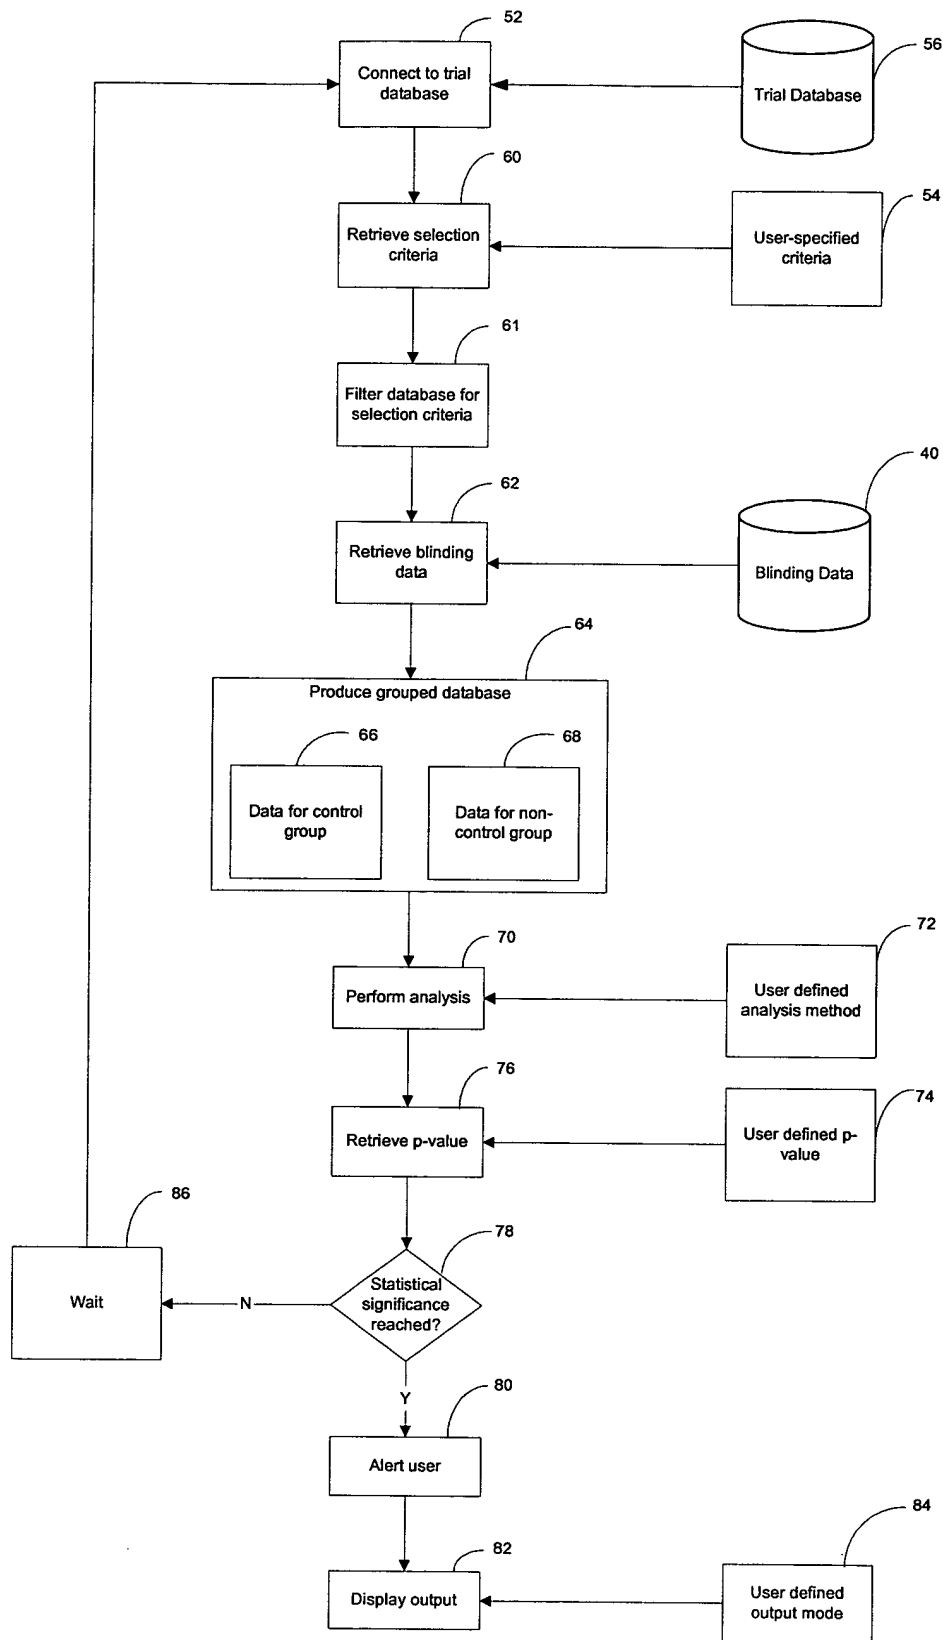 52
Connect to trial
database
56
Trial Database
60
Retrieve selection
criteria
54
User-specified
criteria
61
Filter database for
selection criteria
62
Retrieve blinding
data
40
Blinding Data
64
Produce grouped database
66
Data for control
group
68
Data for non-
control group
70
Perform analysis
72
User defined
analysis method
76
Retrieve p-value
74
User defined p-
value
86
Wait
N
78
Statistical
significance
reached?
Y
80
Alert user
82
Display output
84
User defined
output mode